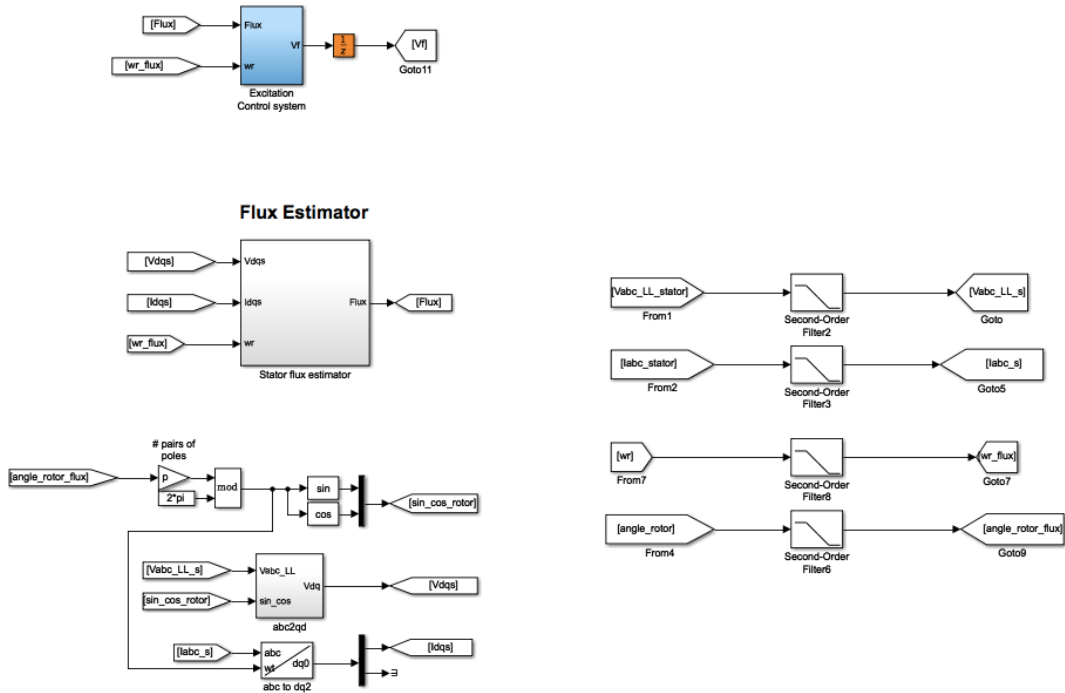 [Flux]
[wr_flux]
Flux
wr
Vf
1
z
[Vf]
Goto11
Excitation
Control system
Flux Estimator
[Vdqs]
[Idqs]
[wr_flux]
Vdqs
Idqs
wr
Flux
[Flux]
Stator flux estimator
# pairs of
poles
[angle_rotor_flux]
p
2*pi
mod
sin
cos
[sin_cos_rotor]
[Vabc_LL_s]
[sin_cos_rotor]
Vabc_LL
sin_cos
Vdq
[Vdqs]
abc2qd
[Iabc_s]
abc
wt
dq0
[Idqs]
abc to dq2
[Vabc_LL_stator]
From1
Second-Order
Filter2
[Vabc_LL_s]
Goto
[Iabc_stator]
From2
Second-Order
Filter3
[Iabc_s]
Goto5
[wr]
From7
Second-Order
Filter8
[wr_flux]
Goto7
[angle_rotor]
From4
Second-Order
Filter6
[angle_rotor_flux]
Goto9